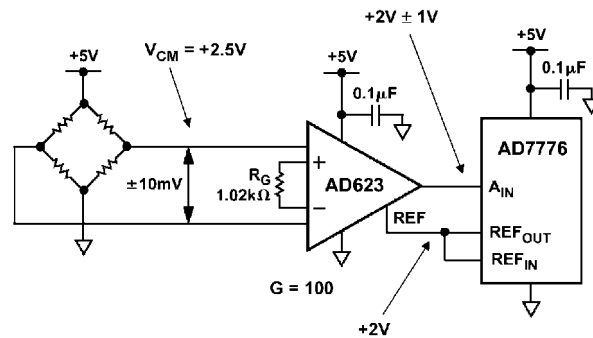 +2V ± 1V
+5V
V_CM = +2.5V
+5V
+5V
0.1µF
0.1µF
AD7776
+
R_G
1.02kΩ
AD623
±10mV
−
A_IN
REF
REF_OUT
REF_IN
G = 100
+2V